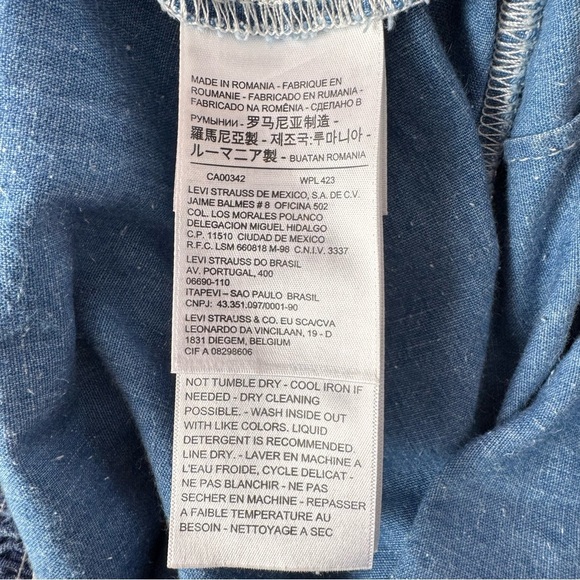 MADE IN ROMANIA - FABRIQUE EN
ROUMANIE - FABRICADO EN RUMANIA -
FABRICADO NA ROMÊNIA - СДЕЛАНО В
РУМЫНИИ - 罗马尼亚制造 -
羅馬尼亞製 - 제조국:루마니아 -
ルーマニア製 - BUATAN ROMANIA
CA00342 WPL 423
LEVI STRAUSS DE MEXICO, S.A. DE C.V.
JAIME BALMES # 8 OFICINA 502
COL. LOS MORALES POLANCO
DELEGACION MIGUEL HIDALGO
C.P. 11510 CIUDAD DE MEXICO
R.F.C. LSM 660818 M-98 C.N.I.V. 3337
LEVI STRAUSS DO BRASIL
AV. PORTUGAL, 400
06690-110
ITAPEVI – SAO PAULO BRASIL
CNPJ: 43.351.097/0001-90
LEVI STRAUSS & CO. EU SCA/CVA
LEONARDO DA VINCILAAN, 19 - D
1831 DIEGEM, BELGIUM
CIF A 08298606
NOT TUMBLE DRY - COOL IRON IF
NEEDED - DRY CLEANING
POSSIBLE. - WASH INSIDE OUT
WITH LIKE COLORS. LIQUID
DETERGENT IS RECOMMENDED.
LINE DRY. - LAVER EN MACHINE A
L'EAU FROIDE, CYCLE DELICAT -
NE PAS BLANCHIR - NE PAS
SECHER EN MACHINE - REPASSER
A FAIBLE TEMPERATURE AU
BESOIN - NETTOYAGE A SEC